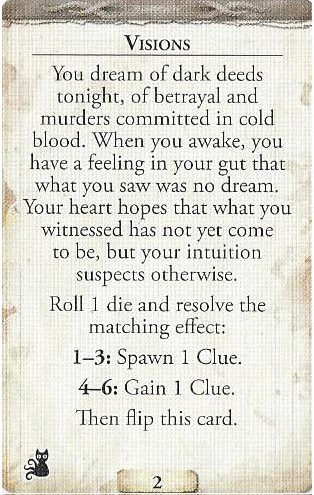 VISIONS
You dream of dark deeds
tonight, of betrayal and
murders committed in cold
blood. When you awake, you
have a feeling in your gut that
what you saw was no dream.
Your heart hopes that what you
witnessed has not yet come
to be, but your intuition
suspects otherwise.
Roll 1 die and resolve the
matching effect:
1–3: Spawn 1 Clue.
4–6: Gain 1 Clue.
Then flip this card.
2